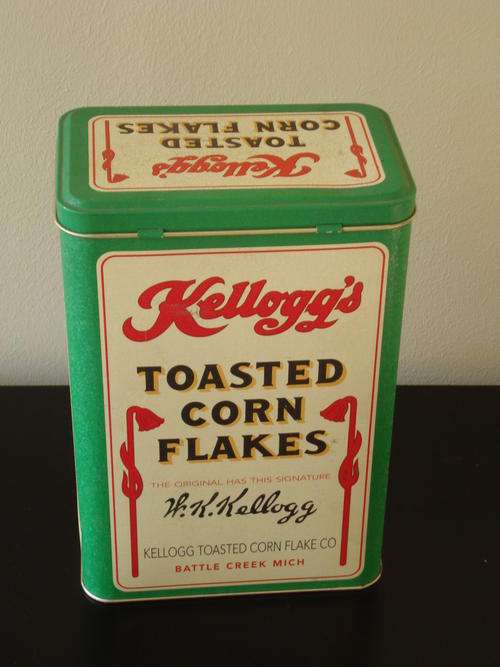 Kellogg's
TOASTED
CORN FLAKES
Kellogg's
TOASTED
CORN
FLAKES
THE ORIGINAL HAS THIS SIGNATURE
W.K.Kellogg
KELLOGG TOASTED CORN FLAKE CO
BATTLE CREEK MICH